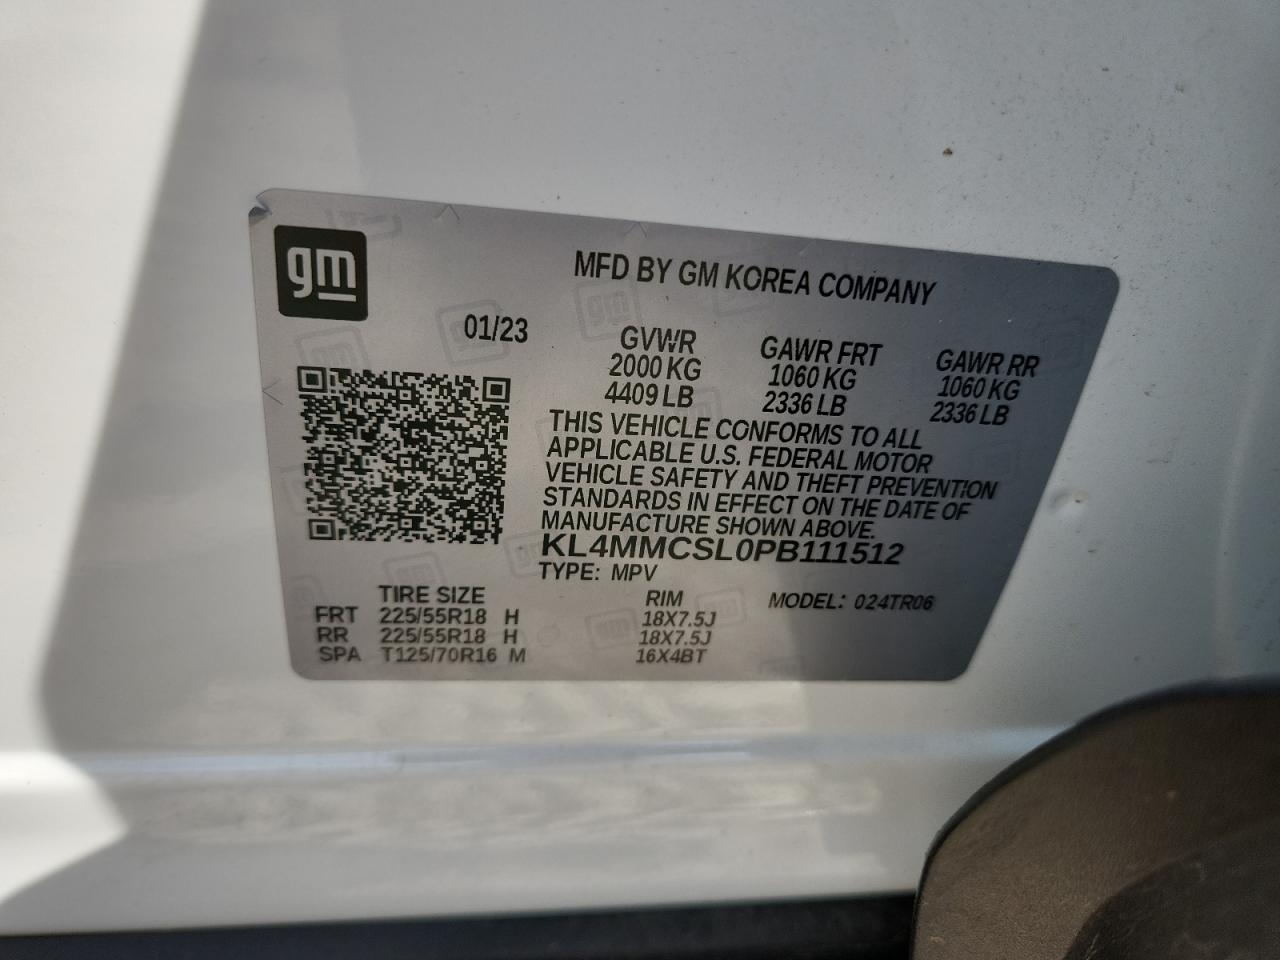 gm
MFD BY GM KOREA COMPANY
01/23
GVWR GAWR FRT GAWR RR
2000 KG 1060 KG 1060 KG
4409 LB 2336 LB 2336 LB
THIS VEHICLE CONFORMS TO ALL
APPLICABLE U.S. FEDERAL MOTOR
VEHICLE SAFETY AND THEFT PREVENTION
STANDARDS IN EFFECT ON THE DATE OF
MANUFACTURE SHOWN ABOVE.
KL4MMCSL0PB111512
TYPE: MPV
TIRE SIZE RIM MODEL: 024TR06
FRT 225/55R18 H 18X7.5J
RR 225/55R18 H 18X7.5J
SPA T125/70R16 M 16X4BT